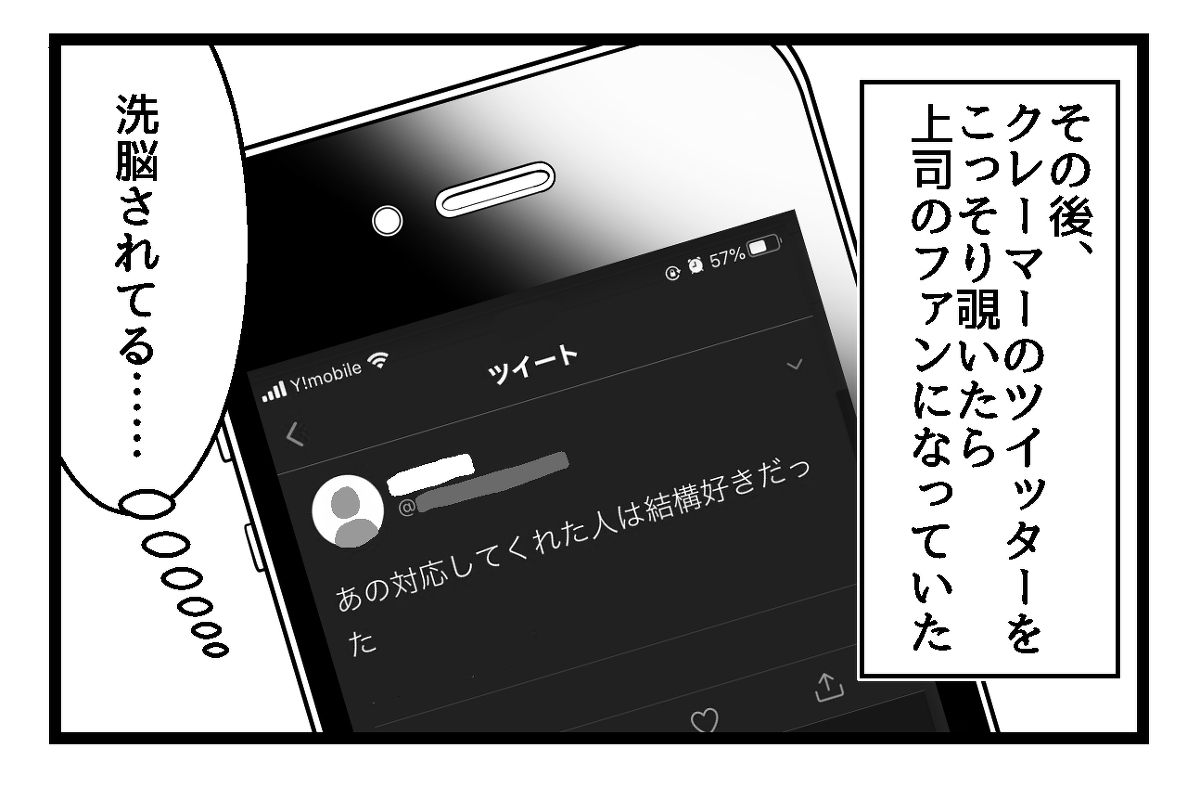 その後、
クレーマーのツイッターを
こっそり覗いたら
上司のファンになっていた
57%
Y!mobile
ツイート
@
あの対応してくれた人は結構好きだっ
た
洗脳されてる……